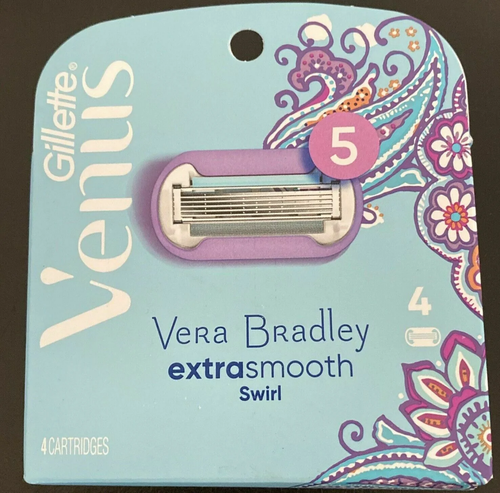 Gillette®
Venus
5
4
Vera Bradley
extrasmooth
Swirl
4 CARTRIDGES